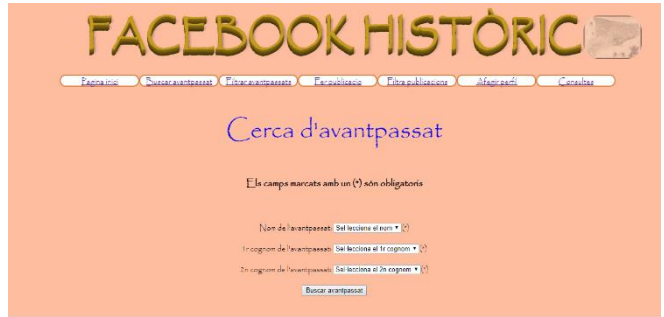 FACEBOOK HISTÒRIC
Pagina inici Buscar avantpassat Filtrar avantpassats Fer publicacio Filtra publicacions Afegir perfil Consultes
Cerca d'avantpassat
Els camps marcats amb un (*) són obligatoris
Nom de l'avantpassat: Sel·lecciona el nom (*)
1r cognom de l'avantpassat: Sel·lecciona el 1r cognom (*)
2n cognom de l'avantpassat: Sel·lecciona el 2n cognom (*)
Buscar avantpassat